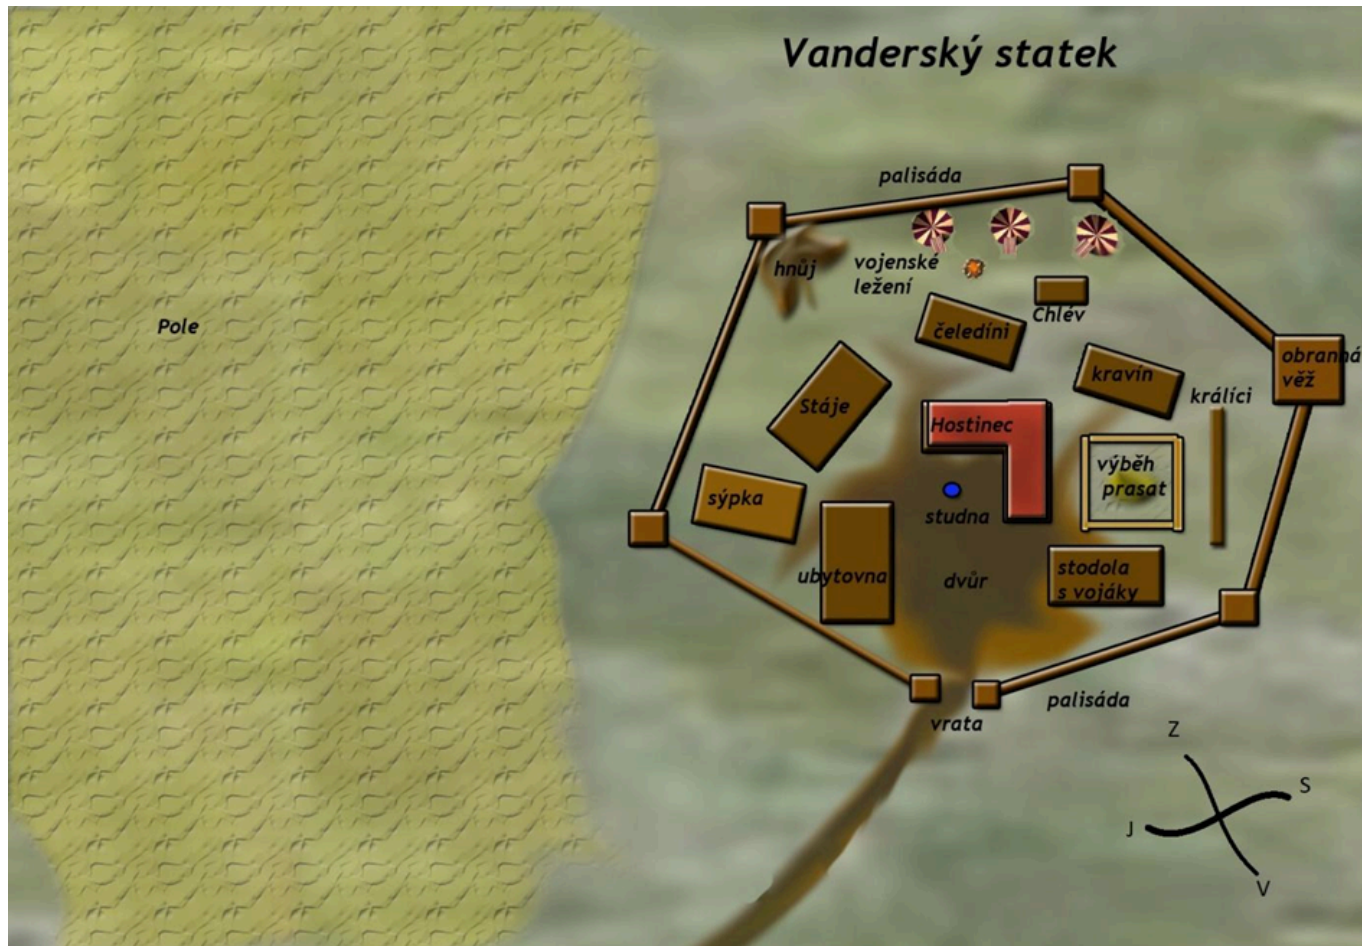 Vanderský statek
palisáda
hnůj
vojenské
ležení
Chlév
čeledíni
Pole
obranná
věž
kravín
králíci
Stáje
Hostinec
výběh
prasat
sýpka
studna
ubytovna
dvůr
stodola
s vojáky
palisáda
vrata
Z
S
J
V